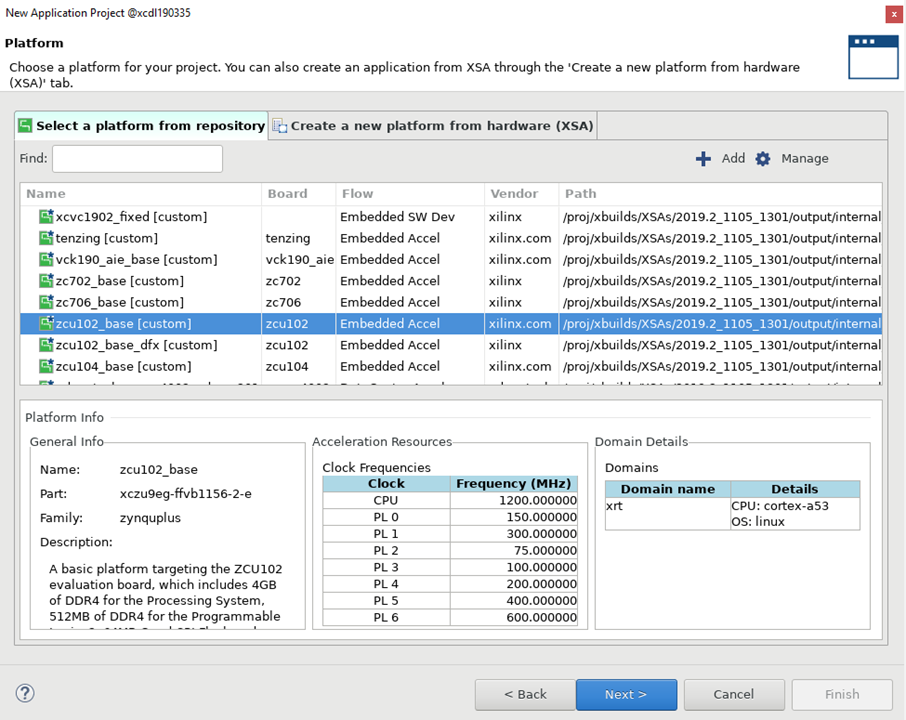 New Application Project @xcdl190335
x
Platform
Choose a platform for your project. You can also create an application from XSA through the 'Create a new platform from hardware
(XSA)' tab.
Select a platform from repository
Create a new platform from hardware (XSA)
Find:
Add
Manage
Name Board Flow Vendor Path
xcvc1902_fixed [custom] Embedded SW Dev xilinx /proj/xbuilds/XSAs/2019.2_1105_1301/output/internal
tenzing [custom] tenzing Embedded Accel xilinx.com /proj/xbuilds/XSAs/2019.2_1105_1301/output/internal
vck190_aie_base [custom] vck190_aie Embedded Accel xilinx.com /proj/xbuilds/XSAs/2019.2_1105_1301/output/internal
zc702_base [custom] zc702 Embedded Accel xilinx /proj/xbuilds/XSAs/2019.2_1105_1301/output/internal
zc706_base [custom] zc706 Embedded Accel xilinx /proj/xbuilds/XSAs/2019.2_1105_1301/output/internal
zcu102_base [custom] zcu102 Embedded Accel xilinx.com /proj/xbuilds/XSAs/2019.2_1105_1301/output/internal
zcu102_base_dfx [custom] zcu102 Embedded Accel xilinx /proj/xbuilds/XSAs/2019.2_1105_1301/output/internal
zcu104_base [custom] zcu104 Embedded Accel xilinx.com /proj/xbuilds/XSAs/2019.2_1105_1301/output/internal
Platform Info
General Info
Name: zcu102_base
Part: xczu9eg-ffvb1156-2-e
Family: zynquplus
Description:
A basic platform targeting the ZCU102
evaluation board, which includes 4GB
of DDR4 for the Processing System,
512MB of DDR4 for the Programmable
Acceleration Resources
Clock Frequencies
Clock Frequency (MHz)
CPU 1200.000000
PL 0 150.000000
PL 1 300.000000
PL 2 75.000000
PL 3 100.000000
PL 4 200.000000
PL 5 400.000000
PL 6 600.000000
Domain Details
Domains
Domain name Details
xrt CPU: cortex-a53
OS: linux
?
< Back
Next >
Cancel
Finish